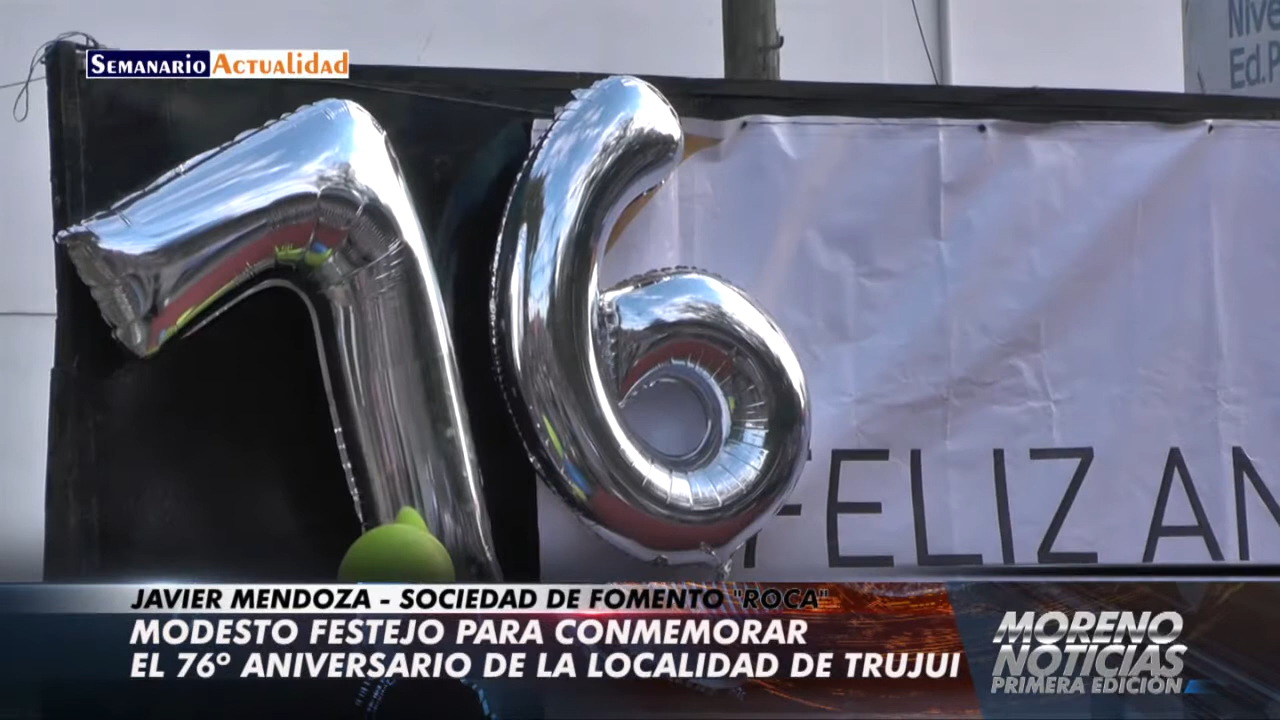 Semanario Actualidad
Nive
Ed.P
76
FELIZ AN
JAVIER MENDOZA - SOCIEDAD DE FOMENTO "ROCA"
MODESTO FESTEJO PARA CONMEMORAR
EL 76º ANIVERSARIO DE LA LOCALIDAD DE TRUJUI
MORENO
NOTICIAS
PRIMERA EDICIÓN